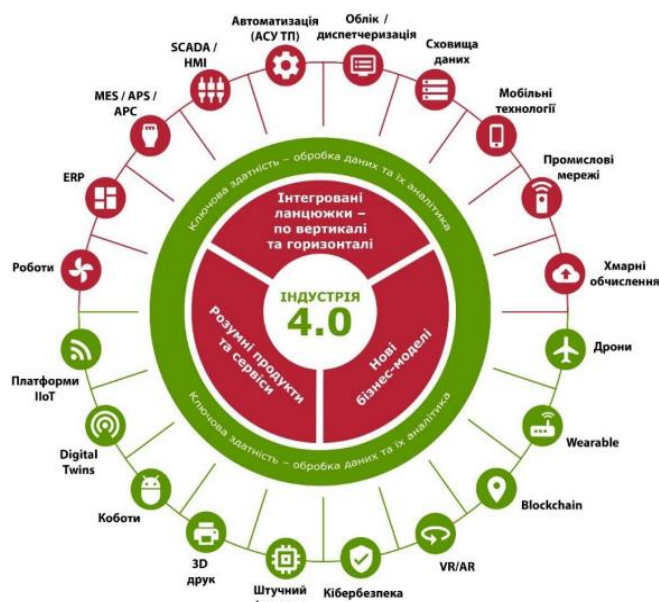 Автоматизація
(АСУ ТП)
Облік /
диспетчеризація
Сховища
даних
Мобільні
технології
Промислові
мережі
Хмарні
обчислення
Дрони
Wearable
Blockchain
VR/AR
Кібербезпека
Штучний
3D
друк
Коботи
Digital
Twins
Платформи
IIoT
Роботи
ERP
MES / APS /
APC
SCADA /
HMI
Ключова здатність – обробка даних та їх аналітика
Інтегровані
ланцюжки –
по вертикалі
та горизонталі
ІНДУСТРІЯ
4.0
Розумні продукти
та сервіси
Нові
бізнес-моделі
Ключова здатність – обробка даних та їх аналітика